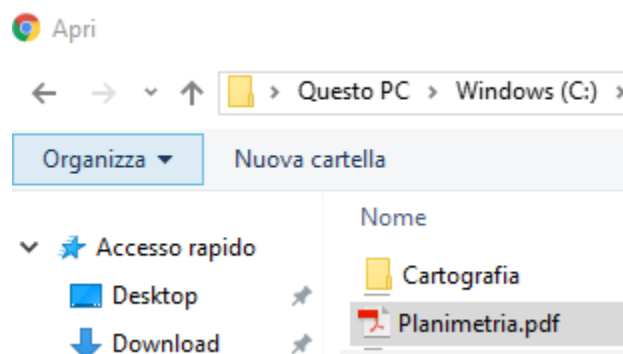 Apri
Questo PC > Windows (C:) >
Organizza Nuova cartella
Nome
Accesso rapido
Cartografia
Desktop
Planimetria.pdf
Download